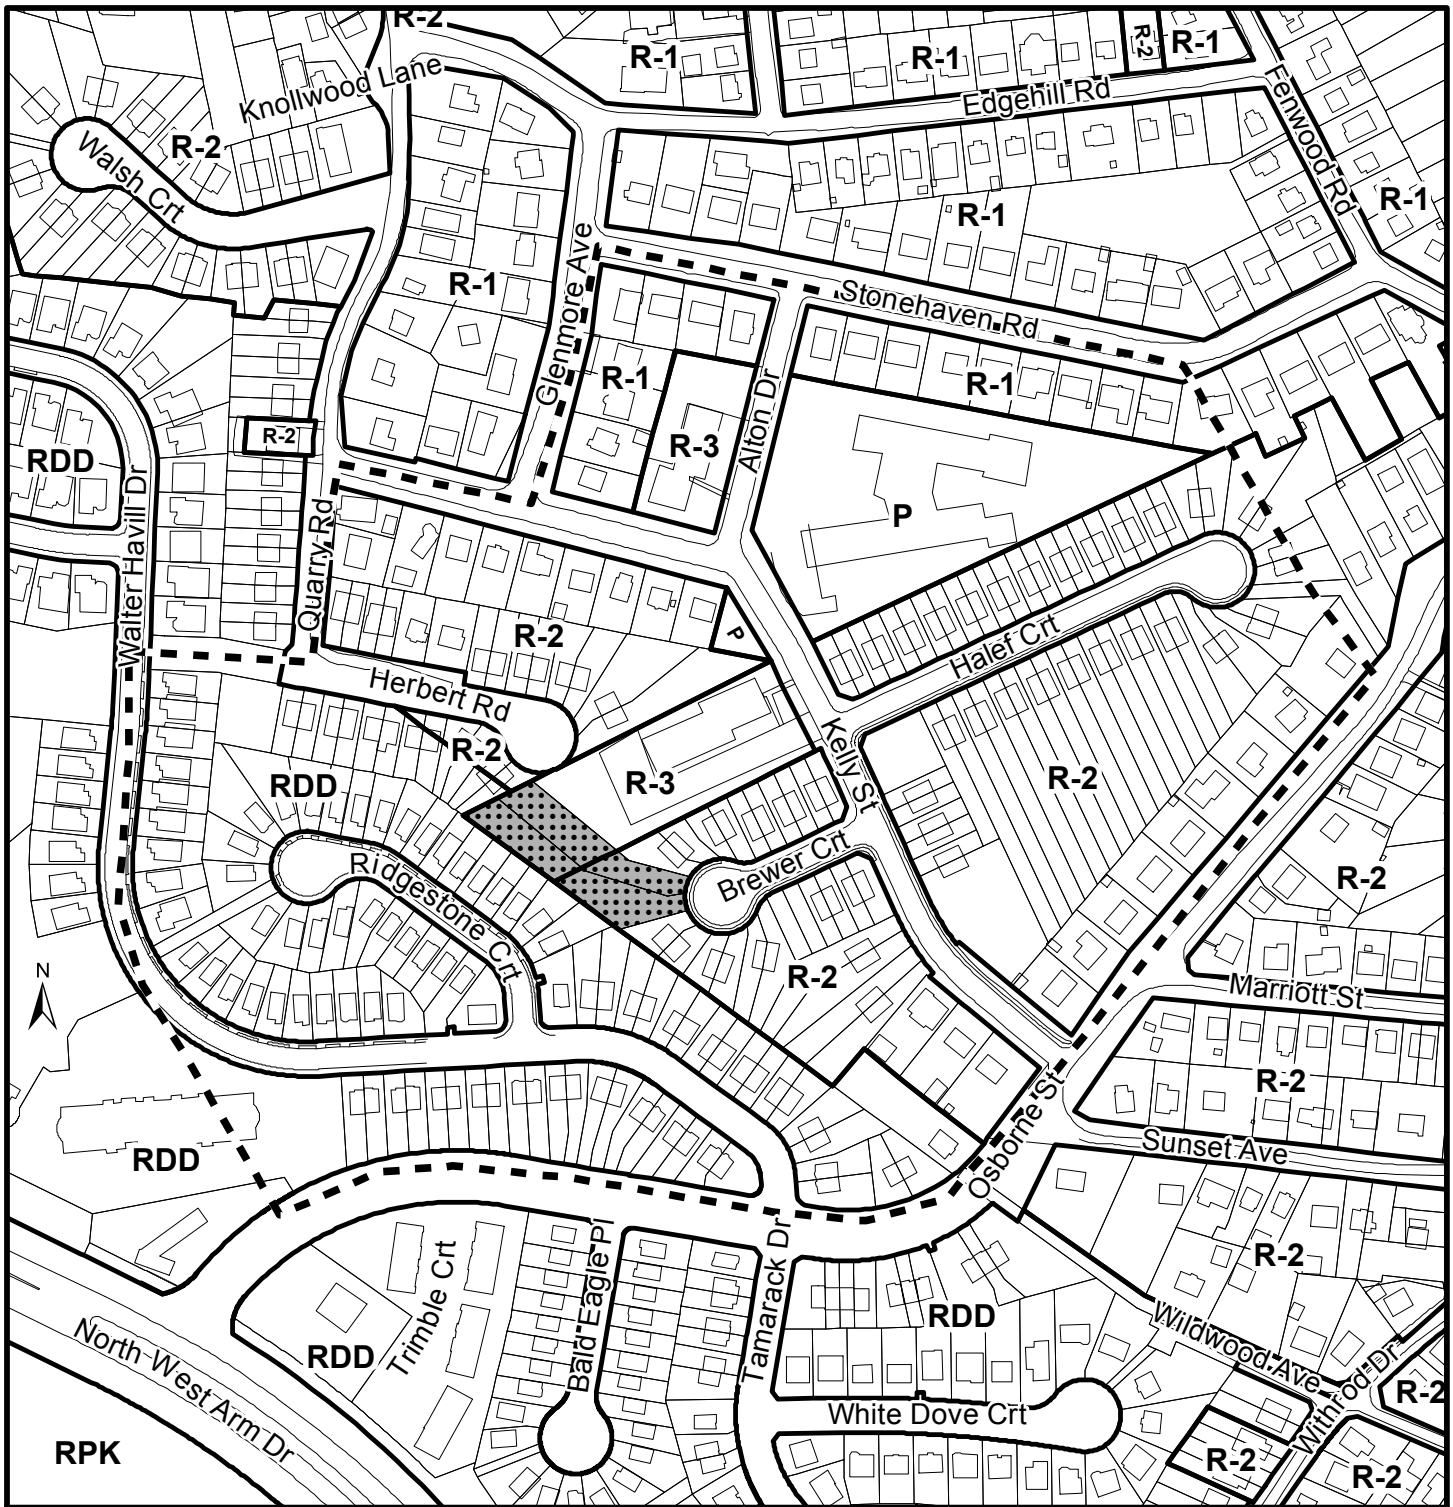 R-2
R-1
R-1
R-2
R-1
Knollwood Lane
Edgehill Rd
Fenwood Rd
R-2
Walsh Crt
R-1
R-1
Glenmore Ave
R-1
Stonehaven Rd
R-1
Alton Dr
R-1
R-2
R-3
RDD
Walter Havill Dr
Quarry Rd
P
P
R-2
Halef Crt
Herbert Rd
R-2
Kelly St
R-3
R-2
RDD
Ridgestone Crt
Brewer Crt
R-2
R-2
N
Marriott St
R-2
Osborne St
Sunset Ave
RDD
R-2
Tamarack Dr
Bald Eagle Pl
Trimble Crt
RDD
Wildwood Ave
Withrod Dr
North West Arm Dr
RDD
R-2
White Dove Crt
RPK
R-2
R-2